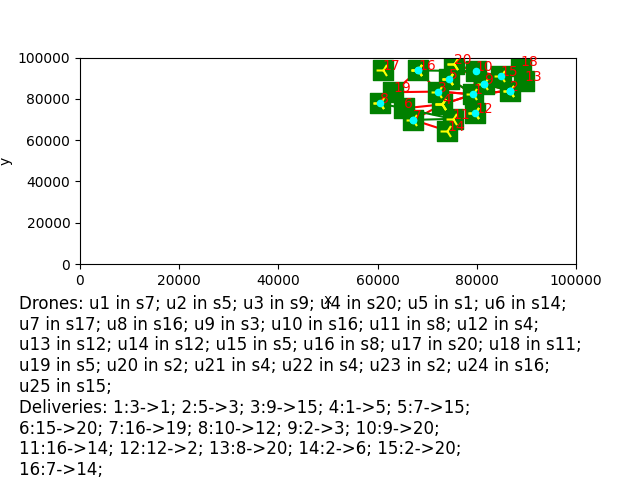 100000
80000
60000
40000
20000
0
y
0 20000 40000 60000 80000 100000
x
20
18
13
19
12
Drones: u1 in s7; u2 in s5; u3 in s9; u4 in s20; u5 in s1; u6 in s14;
u7 in s17; u8 in s16; u9 in s3; u10 in s16; u11 in s8; u12 in s4;
u13 in s12; u14 in s12; u15 in s5; u16 in s8; u17 in s20; u18 in s11;
u19 in s5; u20 in s2; u21 in s4; u22 in s4; u23 in s2; u24 in s16;
u25 in s15;
Deliveries: 1:3->1; 2:5->3; 3:9->15; 4:1->5; 5:7->15;
6:15->20; 7:16->19; 8:10->12; 9:2->3; 10:9->20;
11:16->14; 12:12->2; 13:8->20; 14:2->6; 15:2->20;
16:7->14;